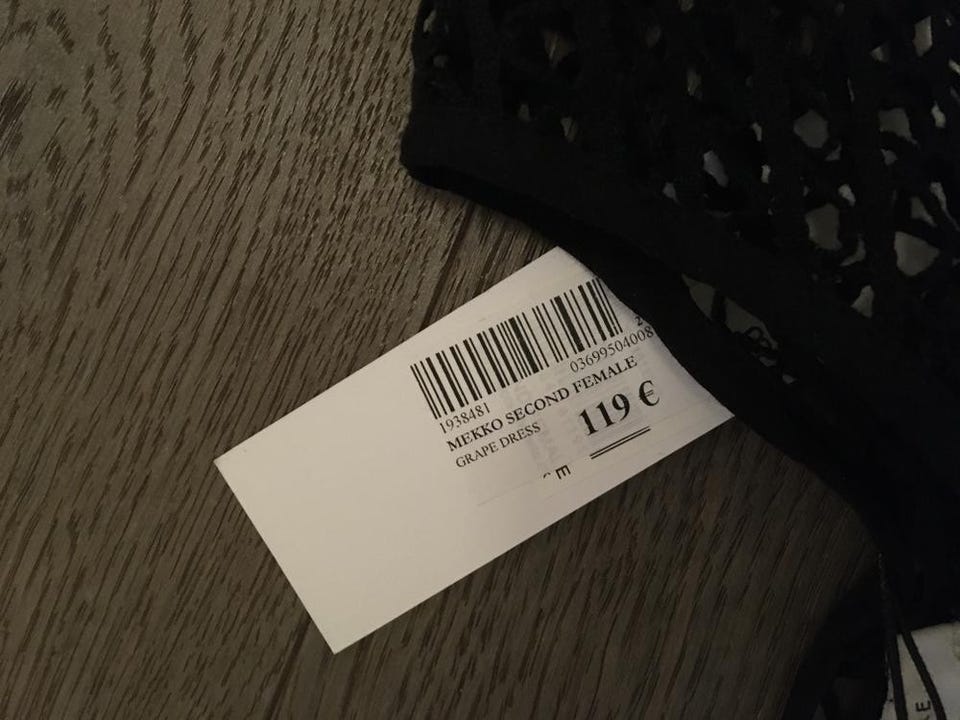 1938481
03699504008
MEKKO SECOND FEMALE
GRAPE DRESS
119 €
E
E